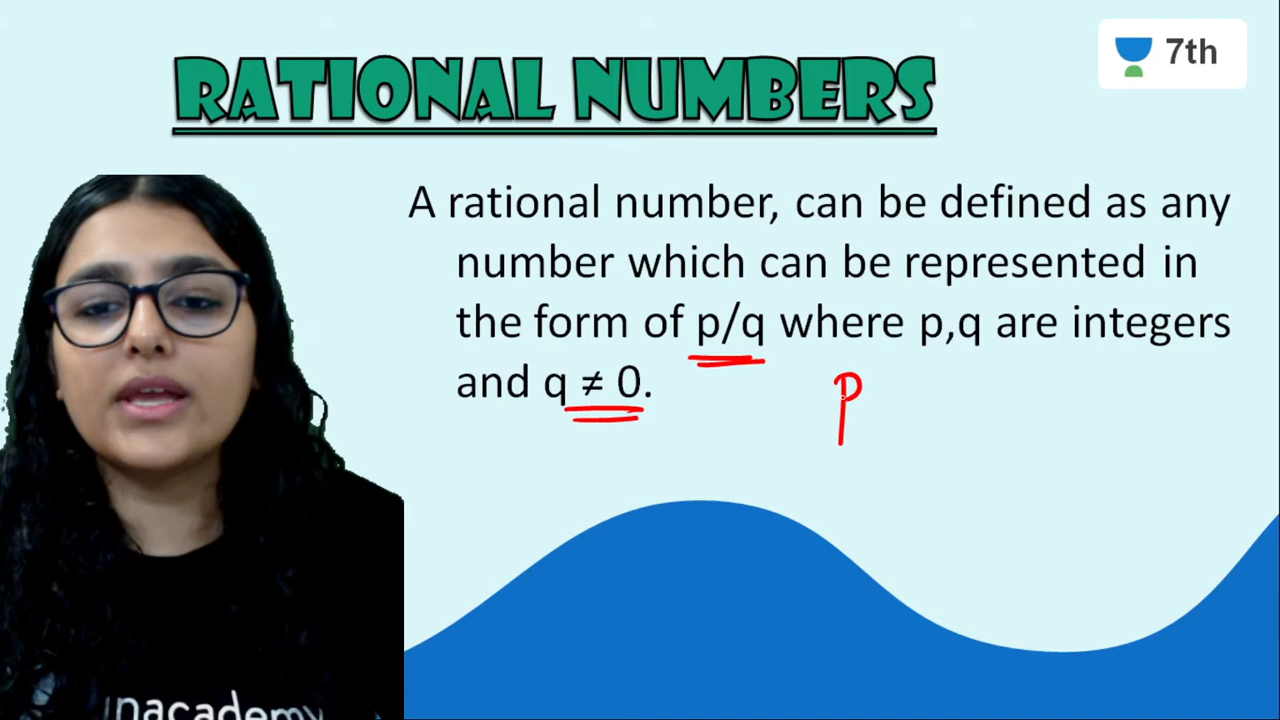 7th
RATIONAL NUMBERS
A rational number, can be defined as any
number which can be represented in
the form of p/q where p,q are integers
and q ≠ 0.
p
unacademy